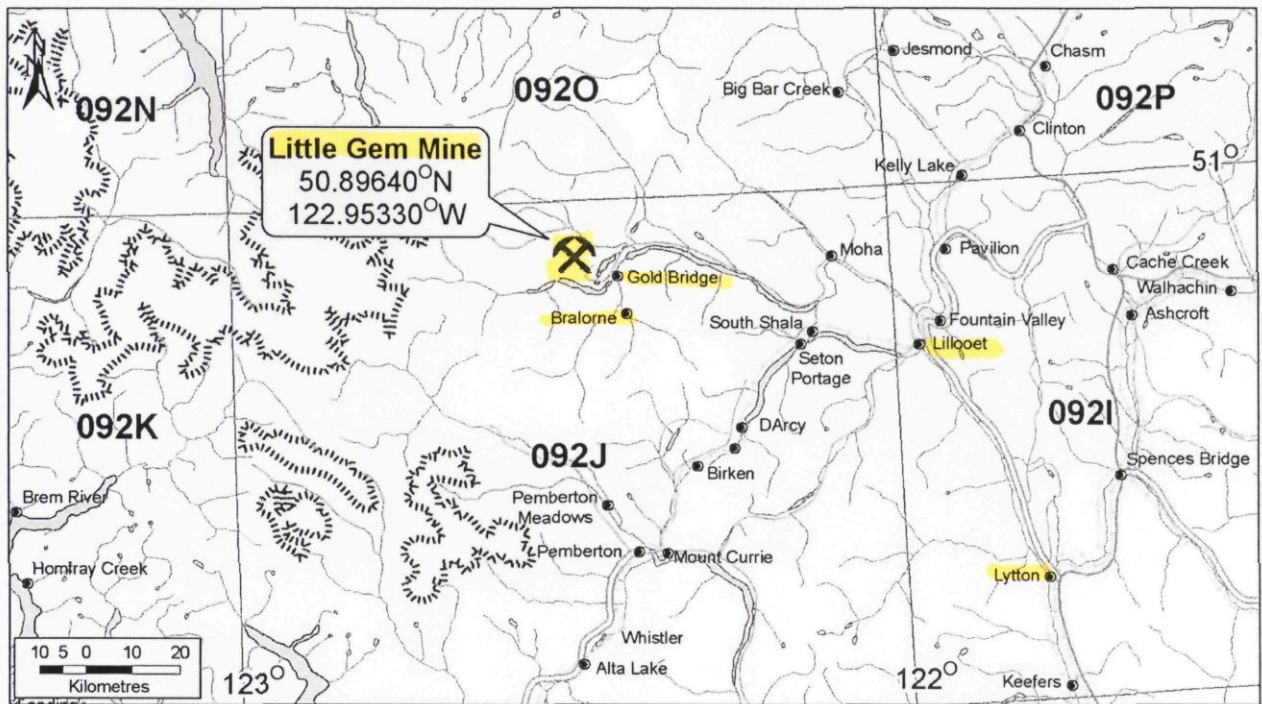 092N
092O
092P
Jesmond
Chasm
Big Bar Creek
Clinton
Little Gem Mine
50.89640°N
122.95330°W
Kelly Lake
51°
Moha
Pavilion
Cache Creek
Gold Bridge
Walhachin
Bralorne
South Shala
Fountain Valley
Ashcroft
Seton
Portage
Lillooet
092K
092J
DArcy
092I
Birken
Spences Bridge
Brem River
Pemberton
Meadows
Pemberton
Mount Currie
Lytton
Homfray Creek
Whistler
10 5 0 10 20
Kilometres
Alta Lake
123°
122°
Keefers